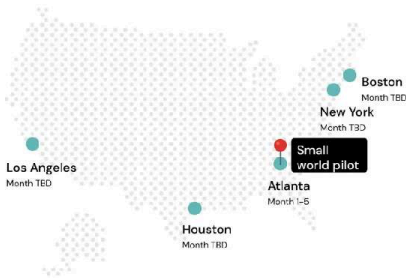 Boston
Month TBD
New York
Month TBD
Small
world pilot
Los Angeles
Month TBD
Atlanta
Month 1-5
Houston
Month TBD